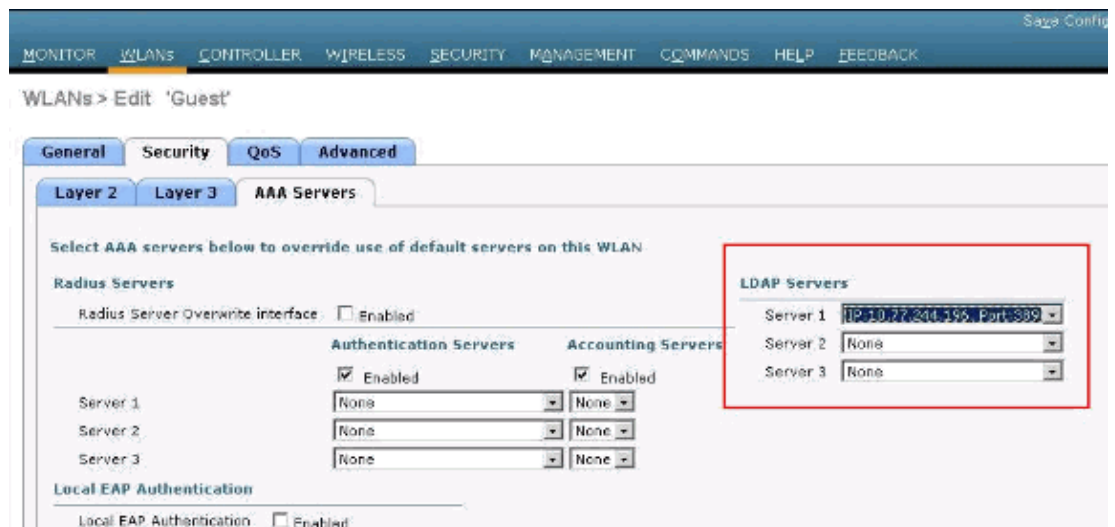 Save Config
MONITOR WLANs CONTROLLER WIRELESS SECURITY MANAGEMENT COMMANDS HELP FEEDBACK
WLANs > Edit 'Guest'
General Security QoS Advanced
Layer 2 Layer 3 AAA Servers
Select AAA servers below to override use of default servers on this WLAN
Radius Servers
Radius Server Overwrite interface Enabled
Authentication Servers Accounting Servers
Enabled Enabled
Server 1 None None
Server 2 None None
Server 3 None None
LDAP Servers
Server 1 IP:10.77.244.196, Port:389
Server 2 None
Server 3 None
Local EAP Authentication
Local EAP Authentication Enabled